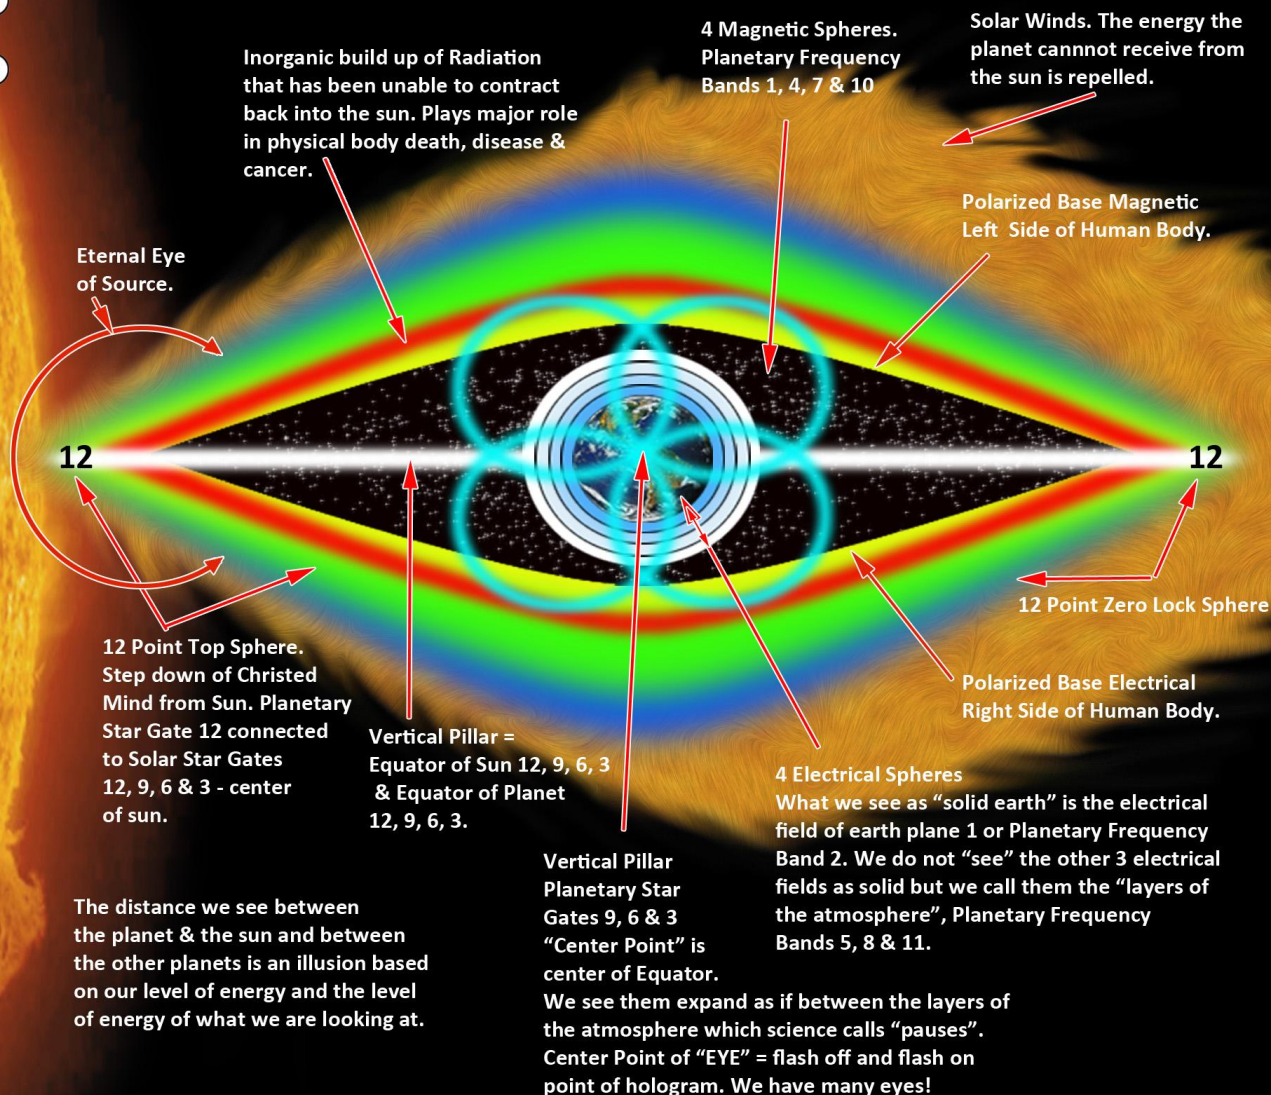 Inorganic build up of Radiation
that has been unable to contract
back into the sun. Plays major role
in physical body death, disease &
cancer.
4 Magnetic Spheres.
Planetary Frequency
Bands 1, 4, 7 & 10
Solar Winds. The energy the
planet cannnot receive from
the sun is repelled.
Polarized Base Magnetic
Left Side of Human Body.
Eternal Eye
of Source.
12
12
12 Point Zero Lock Sphere
12 Point Top Sphere.
Step down of Christed
Mind from Sun. Planetary
Star Gate 12 connected
to Solar Star Gates
12, 9, 6 & 3 - center
of sun.
Polarized Base Electrical
Right Side of Human Body.
Vertical Pillar =
Equator of Sun 12, 9, 6, 3
& Equator of Planet
12, 9, 6, 3.
4 Electrical Spheres
What we see as “solid earth” is the electrical
field of earth plane 1 or Planetary Frequency
Band 2. We do not “see” the other 3 electrical
fields as solid but we call them the “layers of
the atmosphere”, Planetary Frequency
Bands 5, 8 & 11.
Vertical Pillar
Planetary Star
Gates 9, 6 & 3
“Center Point” is
center of Equator.
We see them expand as if between the layers of
the atmosphere which science calls “pauses”.
Center Point of “EYE” = flash off and flash on
point of hologram. We have many eyes!
The distance we see between
the planet & the sun and between
the other planets is an illusion based
on our level of energy and the level
of energy of what we are looking at.